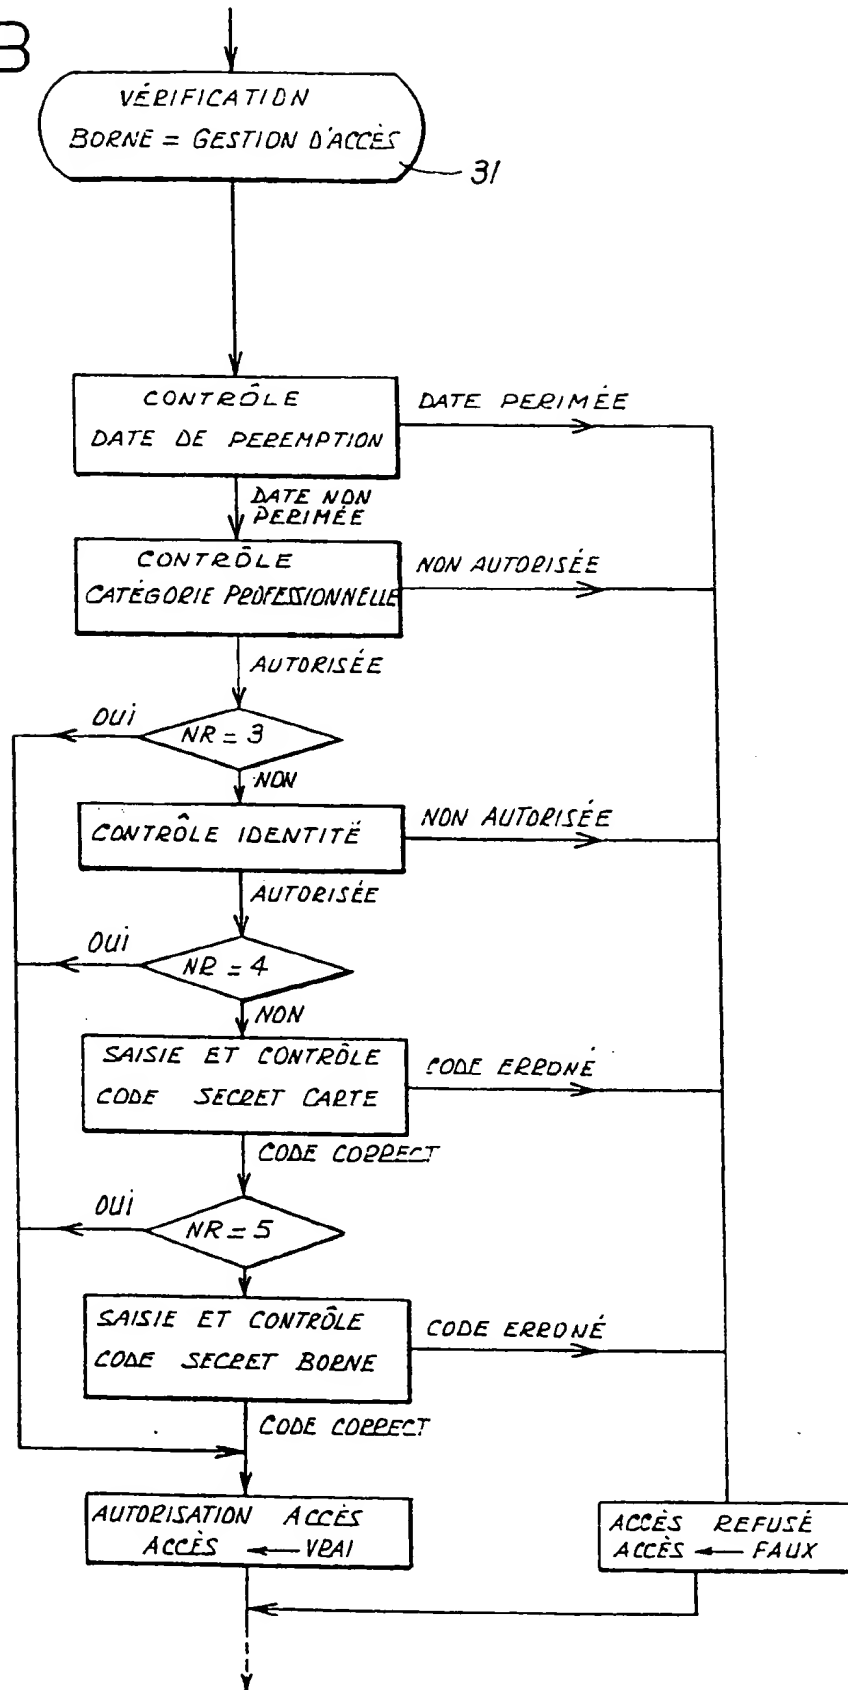 B
VÉRIFICATION
BORNE = GESTION D'ACCÈS
31
CONTRÔLE
DATE DE PEREMPTION
DATE PERIMÉE
DATE NON
PERIMÉE
CONTRÔLE
CATÉGORIE PROFESSIONNELLE
NON AUTORISÉE
AUTORISÉE
OUi
NR = 3
NON
CONTRÔLE IDENTITÉ
NON AUTORISÉE
AUTORISÉE
OUi
NR = 4
NON
SAISIE ET CONTRÔLE
CODE SECRET CARTE
CODE ERRONÉ
CODE CORRECT
OUi
NR = 5
SAISIE ET CONTRÔLE
CODE SECRET BORNE
CODE ERRONÉ
CODE CORRECT
AUTORISATION ACCÈS
ACCÈS ← VRAI
ACCÈS REFUSÉ
ACCÈS ← FAUX